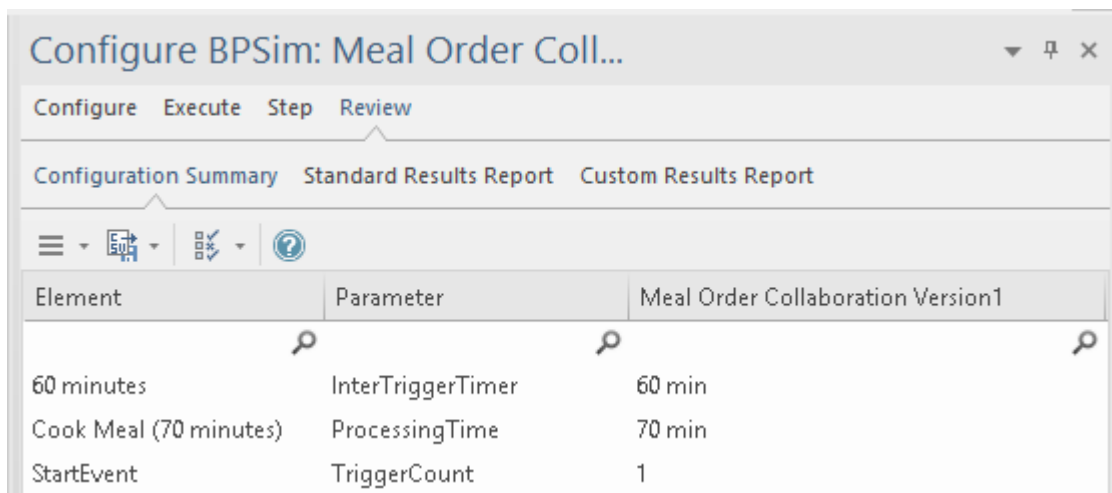 Configure BPSim: Meal Order Coll...
Configure Execute Step Review
Configuration Summary Standard Results Report Custom Results Report
Element Parameter Meal Order Collaboration Version1
60 minutes InterTriggerTimer 60 min
Cook Meal (70 minutes) ProcessingTime 70 min
StartEvent TriggerCount 1